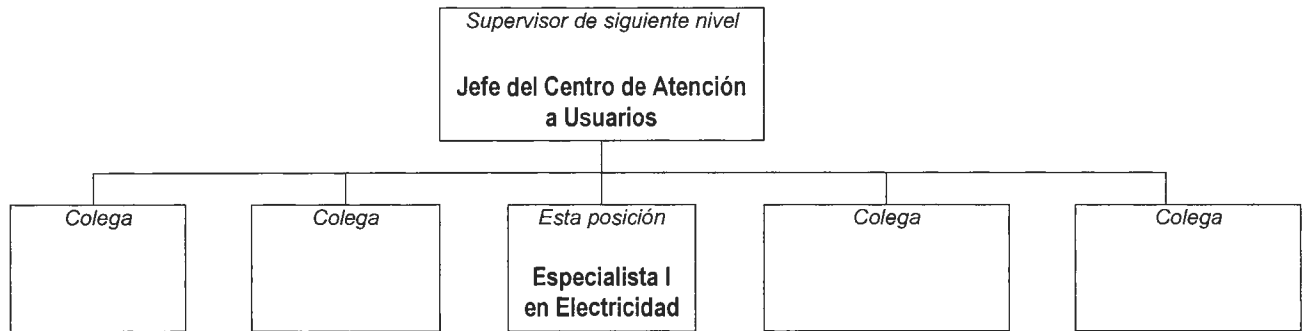 Supervisor de siguiente nivel
Jefe del Centro de Atención
a Usuarios
Colega
Colega
Esta posición
Especialista I
en Electricidad
Colega
Colega